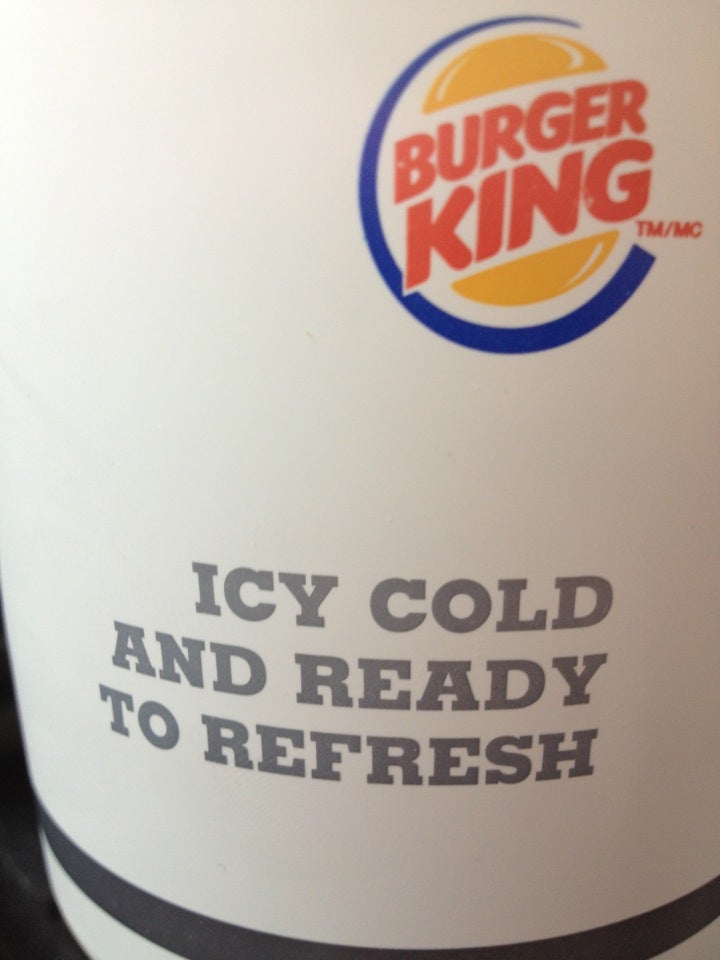 BURGER
KING
TM/MC
ICY COLD
AND READY
TO REFRESH